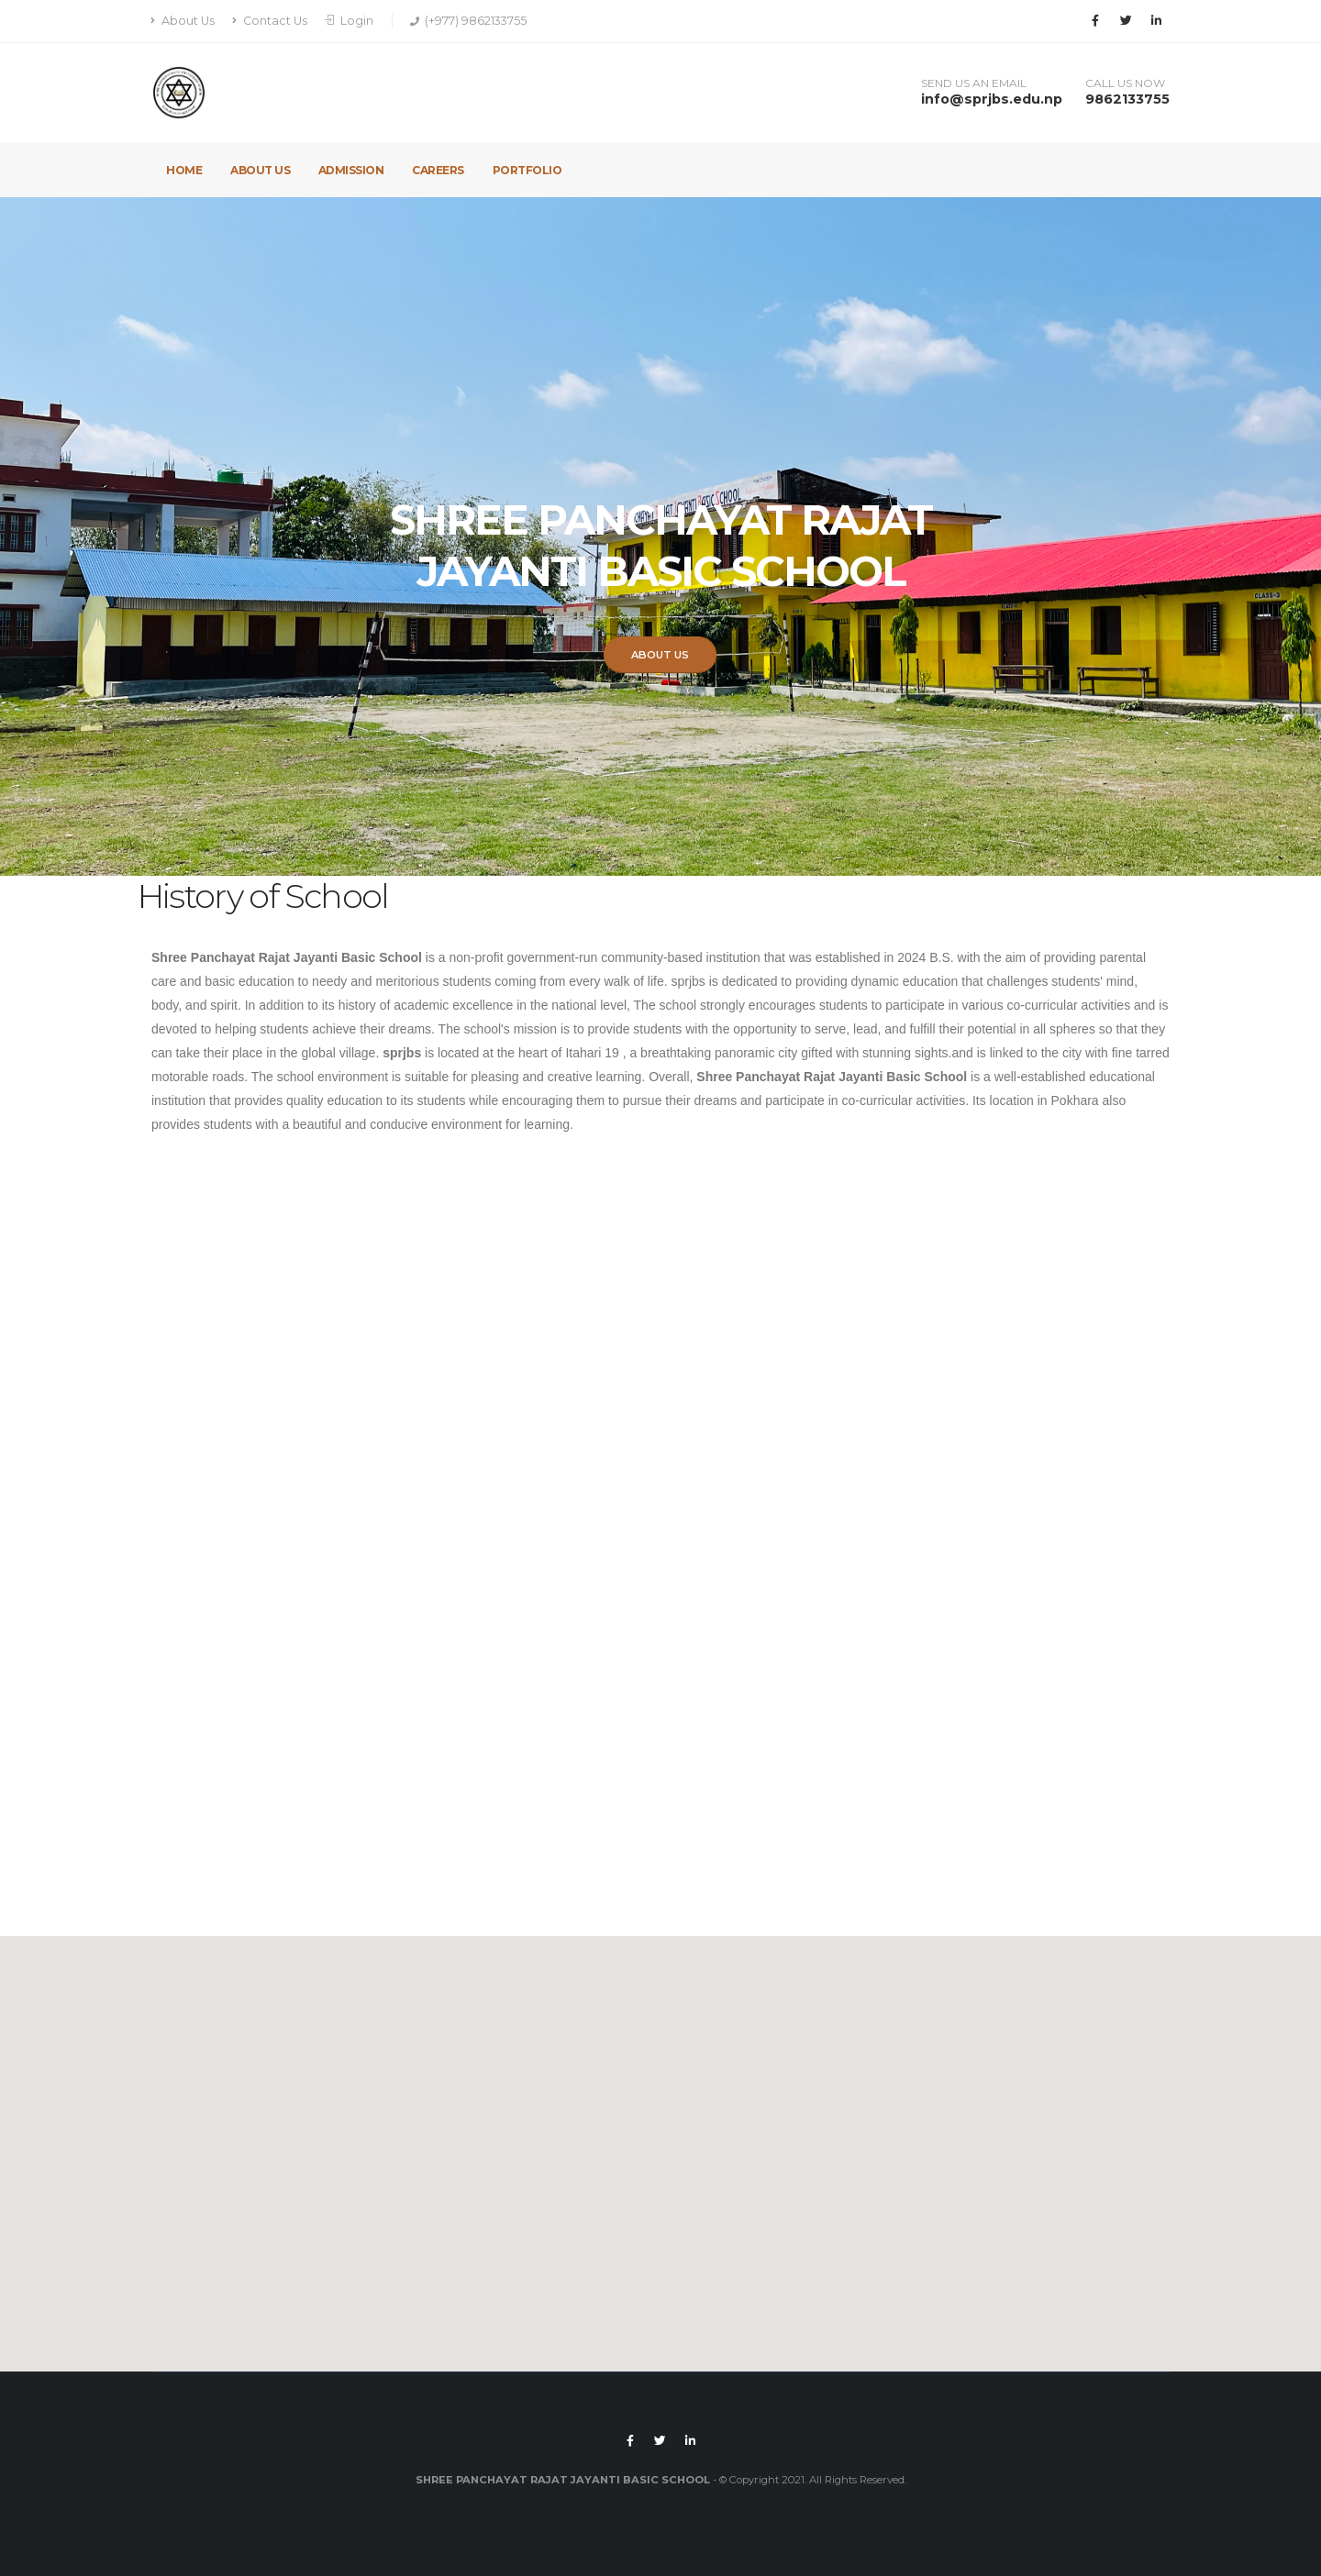 About Us Contact Us Login (+977) 9862133755
SEND US AN EMAIL
info@sprjbs.edu.np
CALL US NOW
9862133755
HOME ABOUT US ADMISSION CAREERS PORTFOLIO
SHREE PANCHAYAT RAJAT
JAYANTI BASIC SCHOOL
CLASS-3
ABOUT US
History of School
Shree Panchayat Rajat Jayanti Basic School is a non-profit government-run community-based institution that was established in 2024 B.S. with the aim of providing parental
care and basic education to needy and meritorious students coming from every walk of life. sprjbs is dedicated to providing dynamic education that challenges students' mind,
body, and spirit. In addition to its history of academic excellence in the national level, The school strongly encourages students to participate in various co-curricular activities and is
devoted to helping students achieve their dreams. The school's mission is to provide students with the opportunity to serve, lead, and fulfill their potential in all spheres so that they
can take their place in the global village. sprjbs is located at the heart of Itahari 19 , a breathtaking panoramic city gifted with stunning sights.and is linked to the city with fine tarred
motorable roads. The school environment is suitable for pleasing and creative learning. Overall, Shree Panchayat Rajat Jayanti Basic School is a well-established educational
institution that provides quality education to its students while encouraging them to pursue their dreams and participate in co-curricular activities. Its location in Pokhara also
provides students with a beautiful and conducive environment for learning.
SHREE PANCHAYAT RAJAT JAYANTI BASIC SCHOOL - © Copyright 2021. All Rights Reserved.